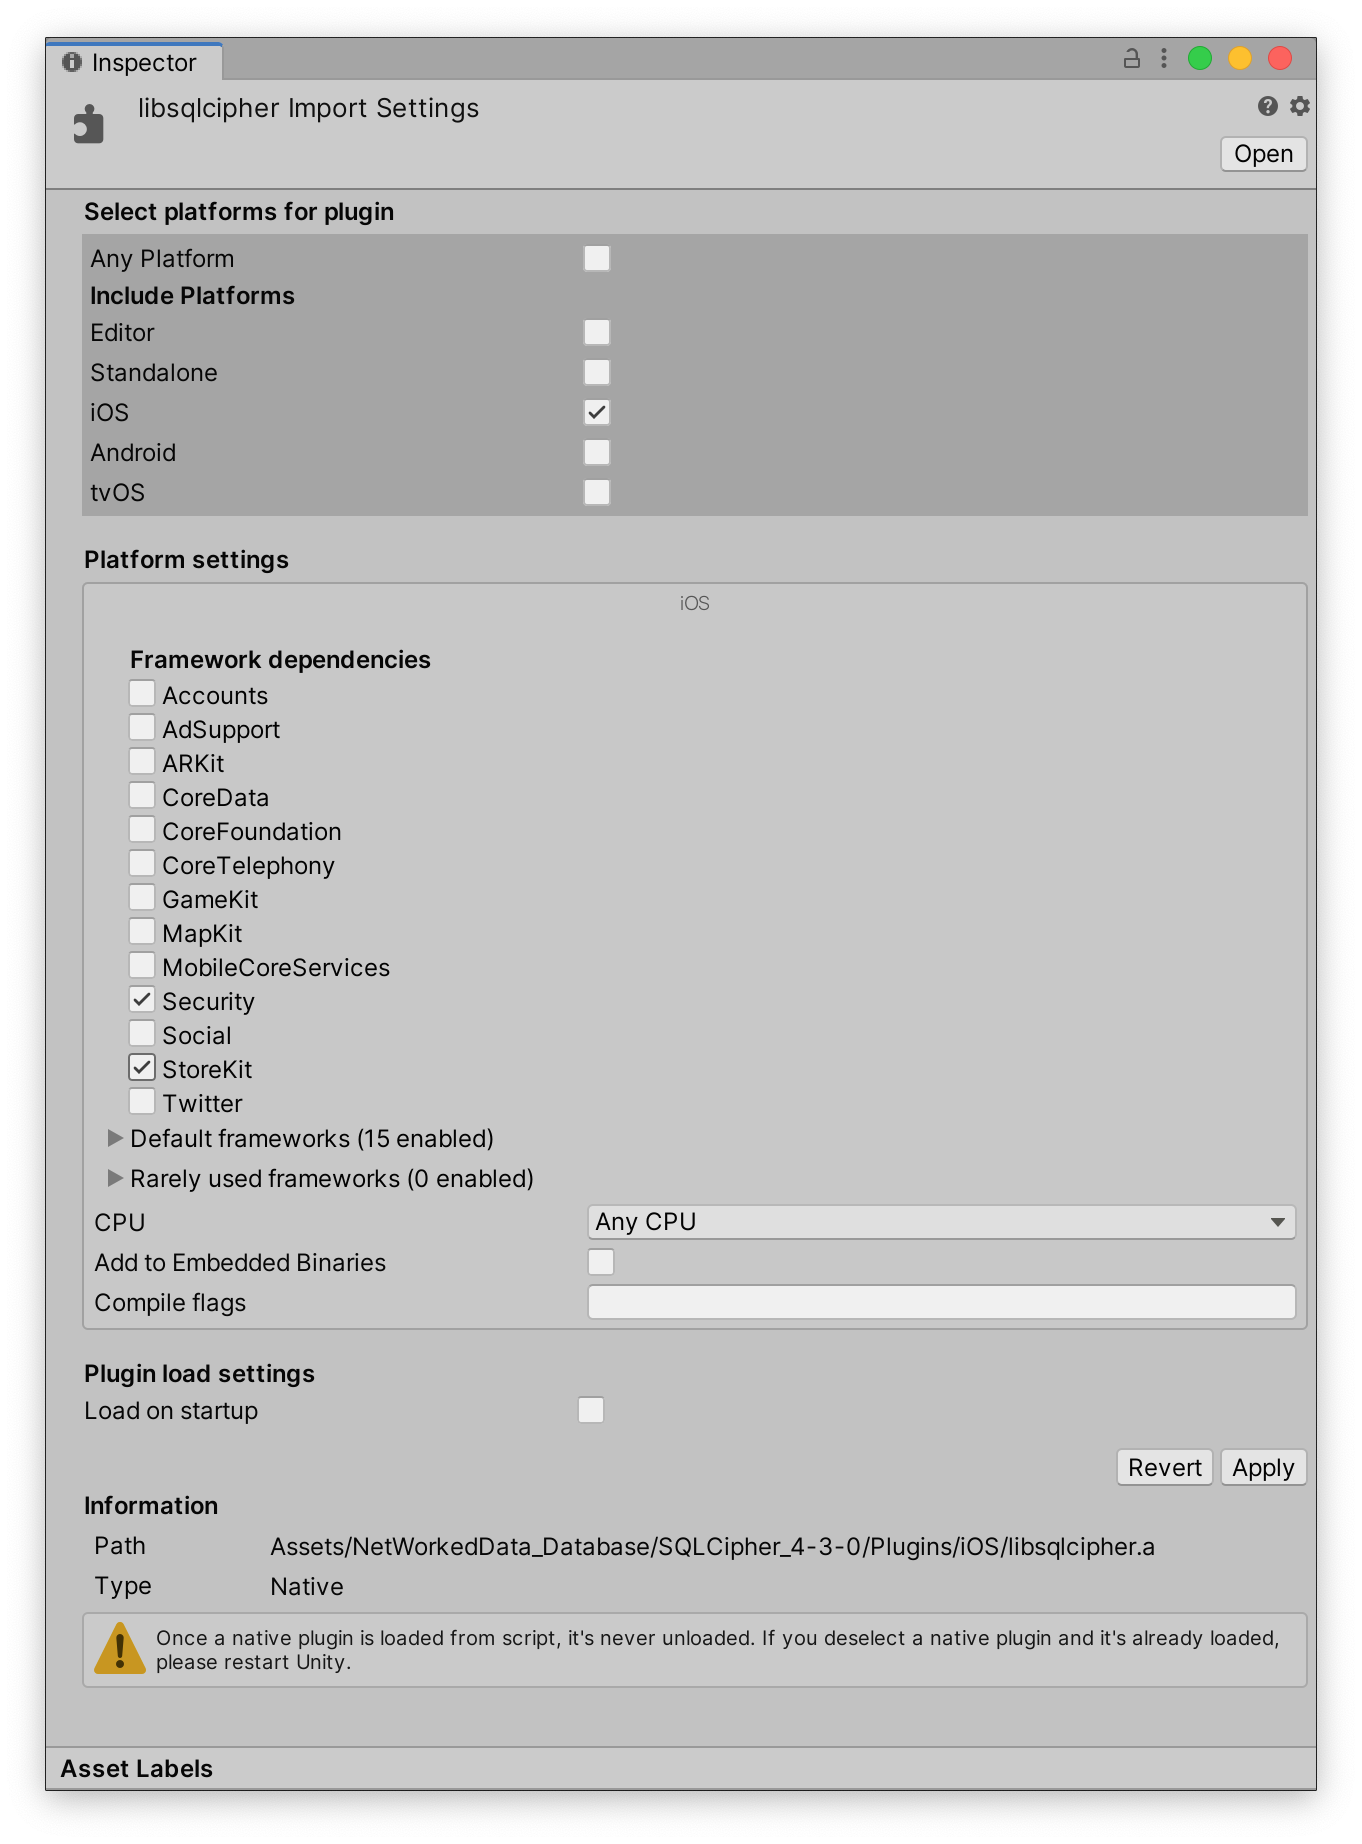 Inspector
libsqlcipher Import Settings
Open
Select platforms for plugin
Any Platform
Include Platforms
Editor
Standalone
iOS
Android
tvOS
Platform settings
iOS
Framework dependencies
Accounts
AdSupport
ARKit
CoreData
CoreFoundation
CoreTelephony
GameKit
MapKit
MobileCoreServices
Security
Social
StoreKit
Twitter
Default frameworks (15 enabled)
Rarely used frameworks (0 enabled)
CPU Any CPU
Add to Embedded Binaries
Compile flags
Plugin load settings
Load on startup
Revert Apply
Information
Path Assets/NetWorkedData_Database/SQLCipher_4-3-0/Plugins/iOS/libsqlcipher.a
Type Native
Once a native plugin is loaded from script, it's never unloaded. If you deselect a native plugin and it's already loaded,
please restart Unity.
Asset Labels